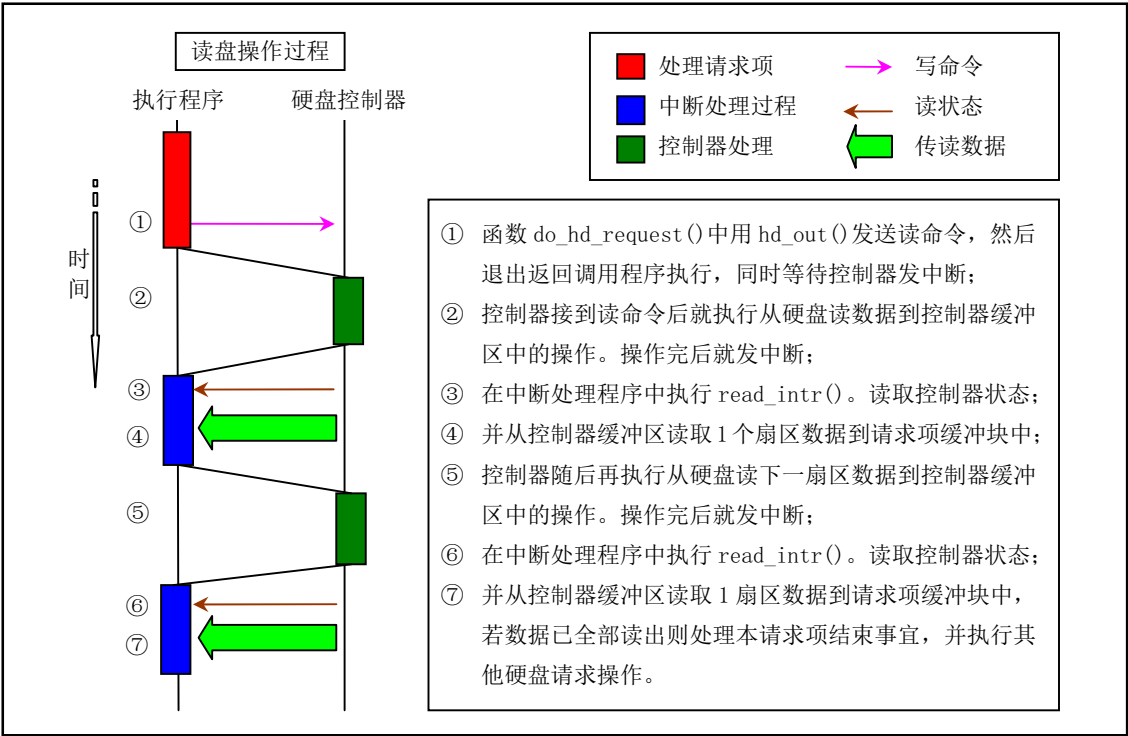 读盘操作过程
执行程序
硬盘控制器
处理请求项
写命令
中断处理过程
读状态
控制器处理
传读数据
时
间
①
②
③
④
⑤
⑥
⑦
① 函数 do_hd_request()中用 hd_out()发送读命令，然后
退出返回调用程序执行，同时等待控制器发中断；
② 控制器接到读命令后就执行从硬盘读数据到控制器缓冲
区中的操作。操作完后就发中断；
③ 在中断处理程序中执行 read_intr()。读取控制器状态；
④ 并从控制器缓冲区读取 1 个扇区数据到请求项缓冲块中；
⑤ 控制器随后再执行从硬盘读下一扇区数据到控制器缓冲
区中的操作。操作完后就发中断；
⑥ 在中断处理程序中执行 read_intr()。读取控制器状态；
⑦ 并从控制器缓冲区读取 1 扇区数据到请求项缓冲块中，
若数据已全部读出则处理本请求项结束事宜，并执行其
他硬盘请求操作。